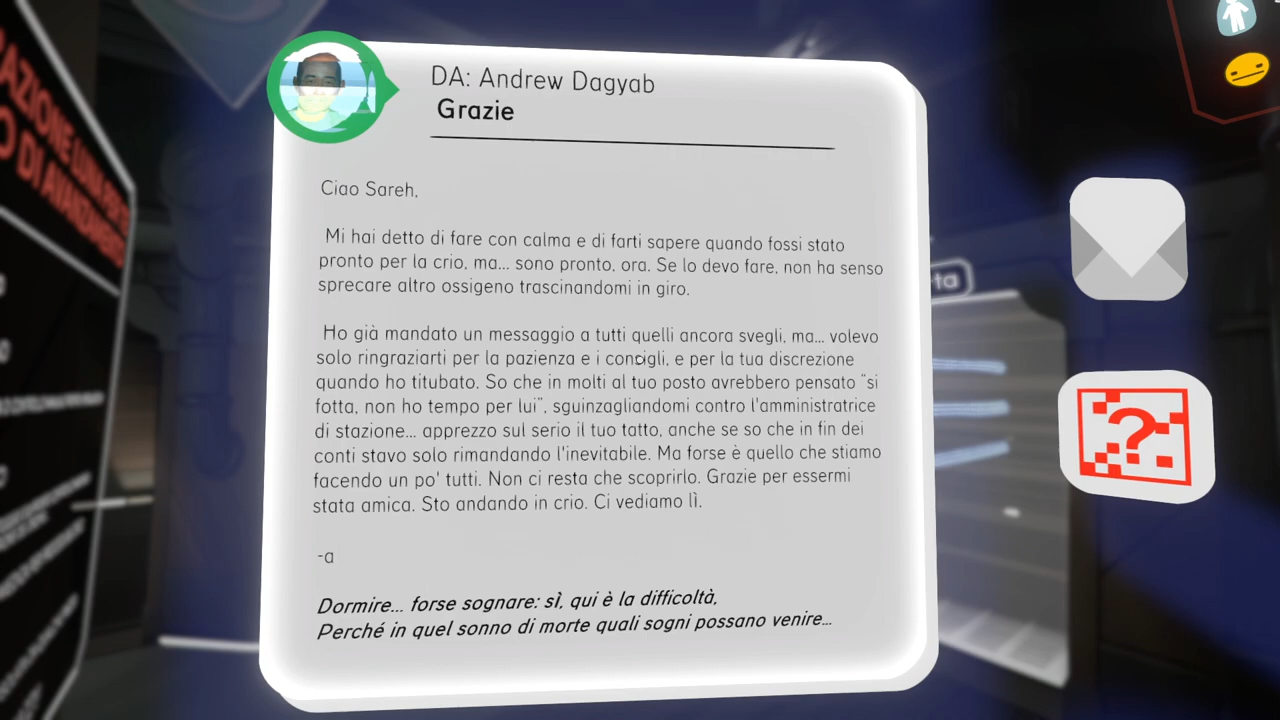 DA: Andrew Dagyab
Grazie
Ciao Sareh,
Mi hai detto di fare con calma e di farti sapere quando fossi stato
pronto per la crio, ma... sono pronto, ora. Se lo devo fare, non ha senso
sprecare altro ossigeno trascinandomi in giro.
Ho già mandato un messaggio a tutti quelli ancora svegli, ma... volevo
solo ringraziarti per la pazienza e i consigli, e per la tua discrezione
quando ho titubato. So che in molti al tuo posto avrebbero pensato "si
fotta, non ho tempo per lui", sguinzagliandomi contro l'amministratrice
di stazione... apprezzo sul serio il tuo tatto, anche se so che in fin dei
conti stavo solo rimandando l'inevitabile. Ma forse è quello che stiamo
facendo un po' tutti. Non ci resta che scoprirlo. Grazie per essermi
stata amica. Sto andando in crio. Ci vediamo lì.
-a
Dormire... forse sognare: sì, qui è la difficoltà,
Perché in quel sonno di morte quali sogni possano venire...